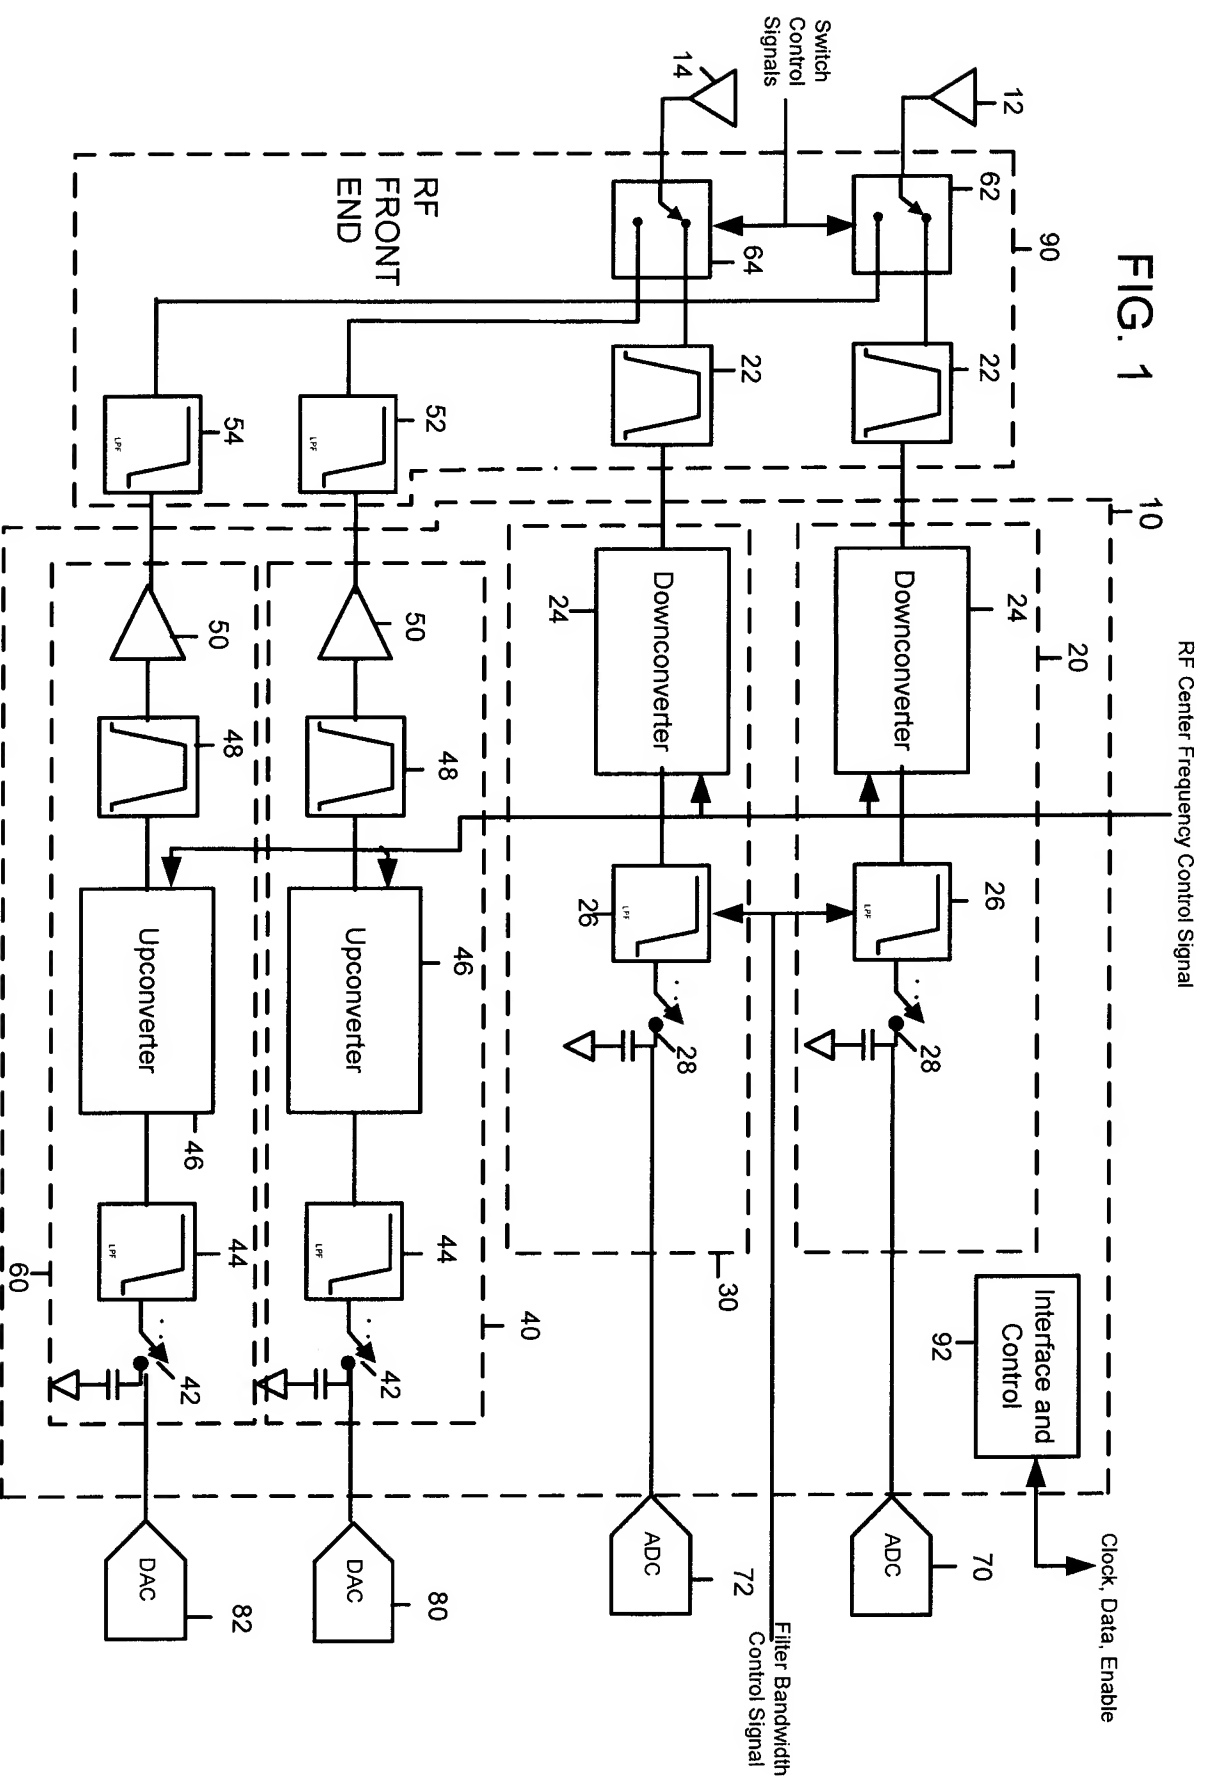 FIG. 1
RF Center Frequency Control Signal
Clock, Data, Enable
10
90
20
12
62
22
24
26
28
Downconverter
LPF
Interface and
Control
92
ADC
70
Switch
Control
Signals
Filter Bandwidth
Control Signal
14
64
22
Downconverter
24
LPF
26
28
30
ADC
72
RF
FRONT
END
52
LPF
50
48
46
Upconverter
44
LPF
42
40
DAC
80
54
LPF
50
48
Upconverter
46
44
LPF
42
60
DAC
82